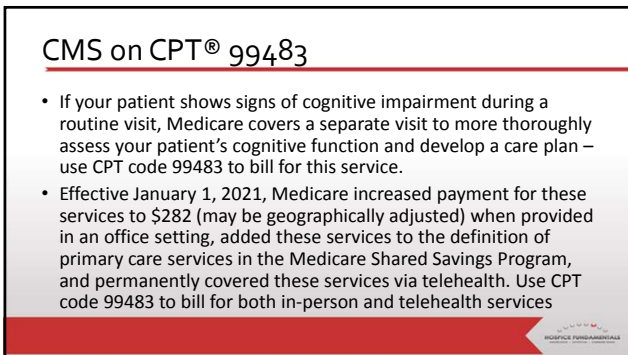 CMS on CPT® 99483
• If your patient shows signs of cognitive impairment during a
routine visit, Medicare covers a separate visit to more thoroughly
assess your patient's cognitive function and develop a care plan –
use CPT code 99483 to bill for this service.
• Effective January 1, 2021, Medicare increased payment for these
services to $282 (may be geographically adjusted) when provided
in an office setting, added these services to the definition of
primary care services in the Medicare Shared Savings Program,
and permanently covered these services via telehealth. Use CPT
code 99483 to bill for both in-person and telehealth services
HOSPICE FUNDAMENTALS